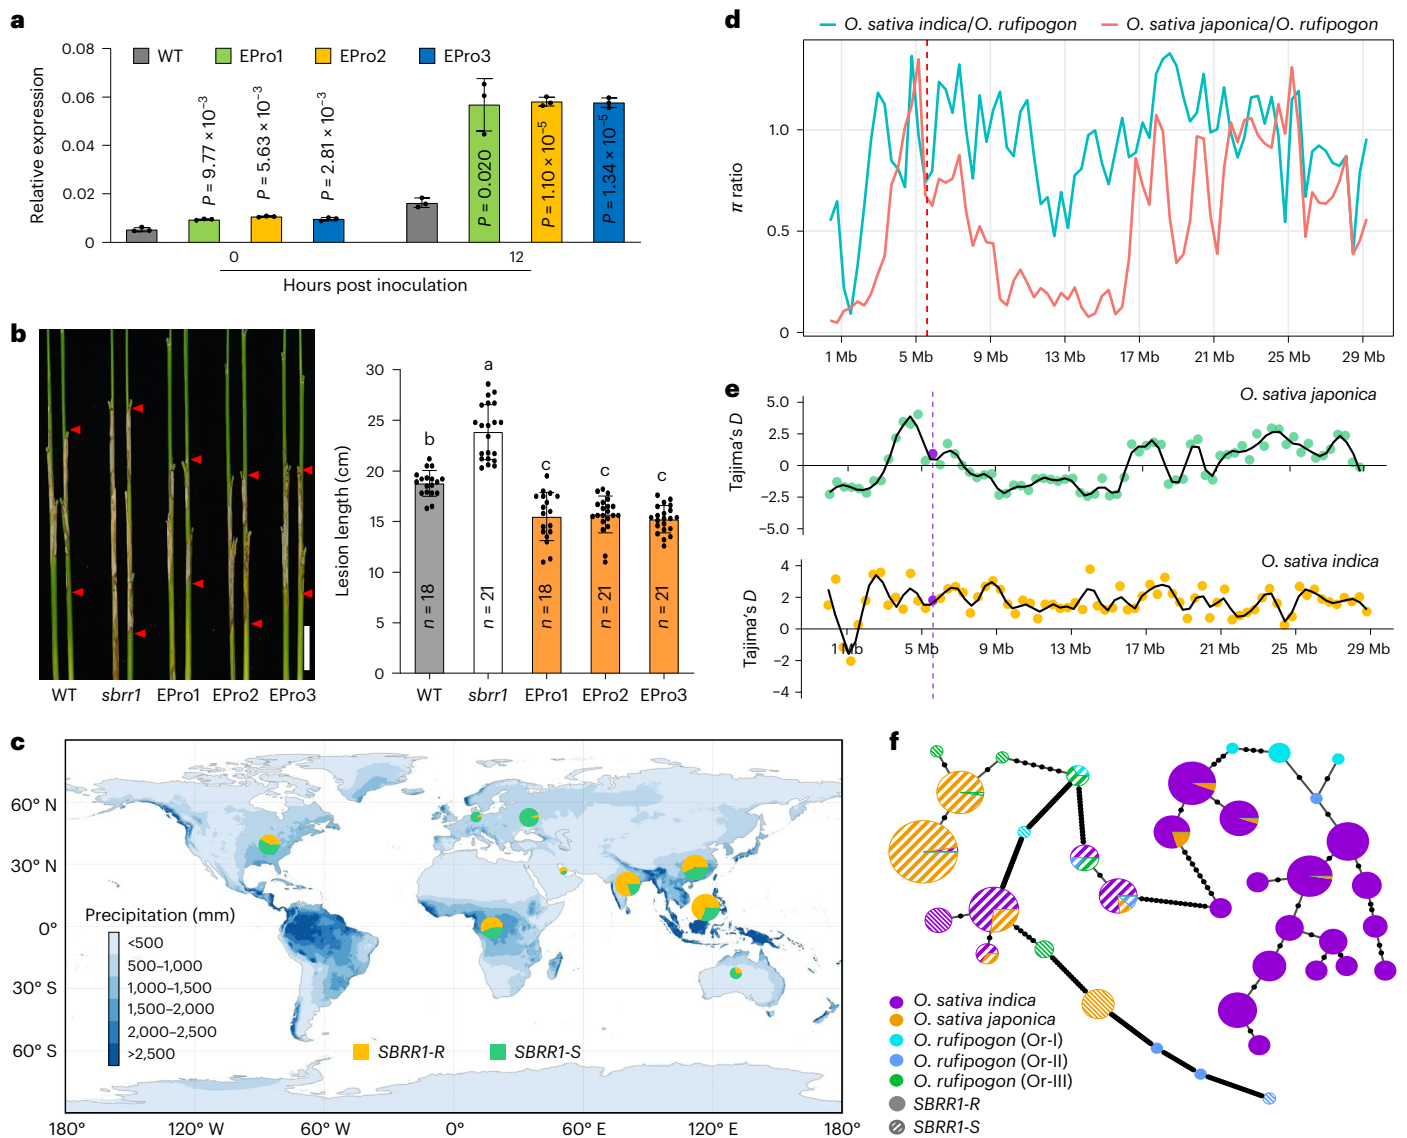 a
WT EPro1 EPro2 EPro3
Relative expression
0.08
0.06
0.04
0.02
0
P = 9.77 × 10⁻³
P = 5.63 × 10⁻³
P = 2.81 × 10⁻³
P = 0.020
P = 1.10 × 10⁻⁵
P = 1.34 × 10⁻⁵
0 12
Hours post inoculation
b
WT sbrr1 EPro1 EPro2 EPro3
Lesion length (cm)
30
25
20
15
10
5
0
b a c c c
n = 18 n = 21 n = 18 n = 21 n = 21
WT sbrr1 EPro1 EPro2 EPro3
c
60° N
30° N
0°
30° S
60° S
Precipitation (mm)
<500
500–1,000
1,000–1,500
1,500–2,000
2,000–2,500
>2,500
SBRR1-R SBRR1-S
180° 120° W 60° W 0° 60° E 120° E 180°
d
O. sativa indica/O. rufipogon O. sativa japonica/O. rufipogon
π ratio
1.0
0.5
0
1 Mb 5 Mb 9 Mb 13 Mb 17 Mb 21 Mb 25 Mb 29 Mb
e
O. sativa japonica
Tajima's D
5.0
2.5
0
−2.5
−5.0
O. sativa indica
Tajima's D
4
2
0
−2
−4
1 Mb 5 Mb 9 Mb 13 Mb 17 Mb 21 Mb 25 Mb 29 Mb
f
O. sativa indica
O. sativa japonica
O. rufipogon (Or-I)
O. rufipogon (Or-II)
O. rufipogon (Or-III)
SBRR1-R
SBRR1-S